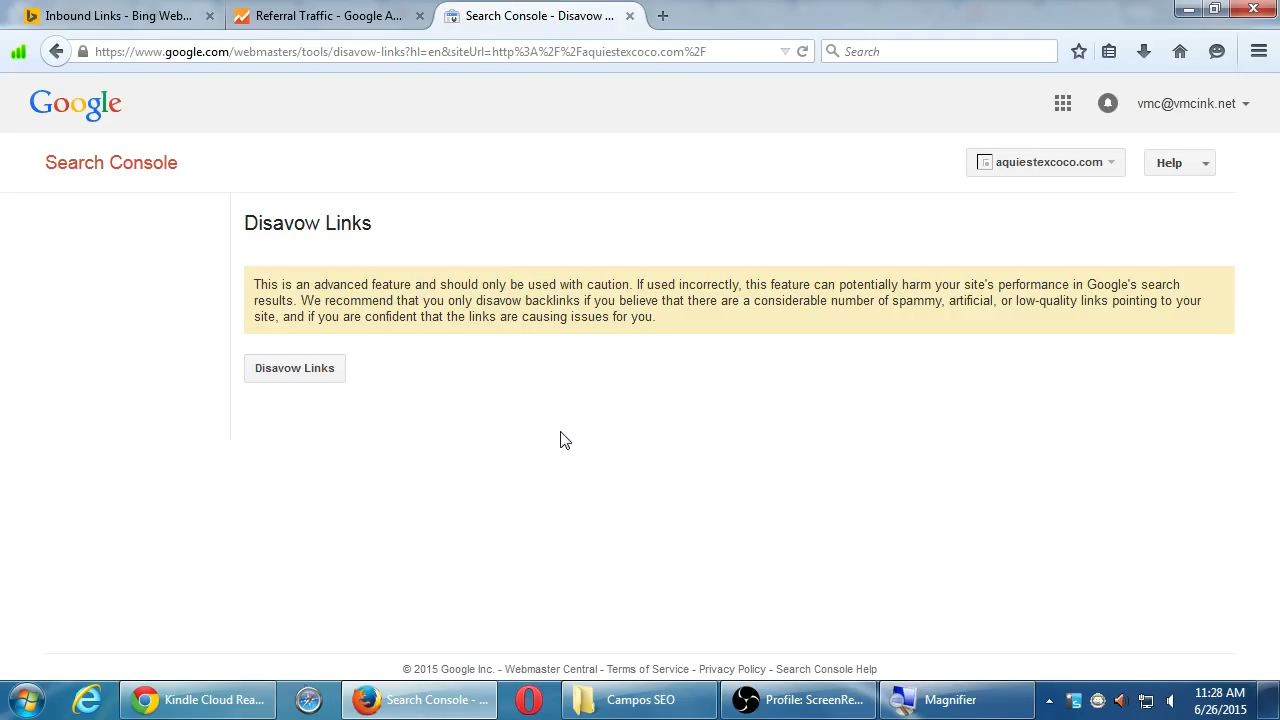 Inbound Links - Bing Web...
Referral Traffic - Google A...
Search Console - Disavow ...
https://www.google.com/webmasters/tools/disavow-links?hl=en&siteUrl=http%3A%2F%2Faquiestexcoco.com%2F
Search
Google
vmc@vmcink.net
Search Console
aquiestexcoco.com
Help
Disavow Links
This is an advanced feature and should only be used with caution. If used incorrectly, this feature can potentially harm your site's performance in Google's search
results. We recommend that you only disavow backlinks if you believe that there are a considerable number of spammy, artificial, or low-quality links pointing to your
site, and if you are confident that the links are causing issues for you.
Disavow Links
© 2015 Google Inc. - Webmaster Central - Terms of Service - Privacy Policy - Search Console Help
Kindle Cloud Rea...
Search Console - ...
Campos SEO
Profile: ScreenRe...
Magnifier
11:28 AM
6/26/2015